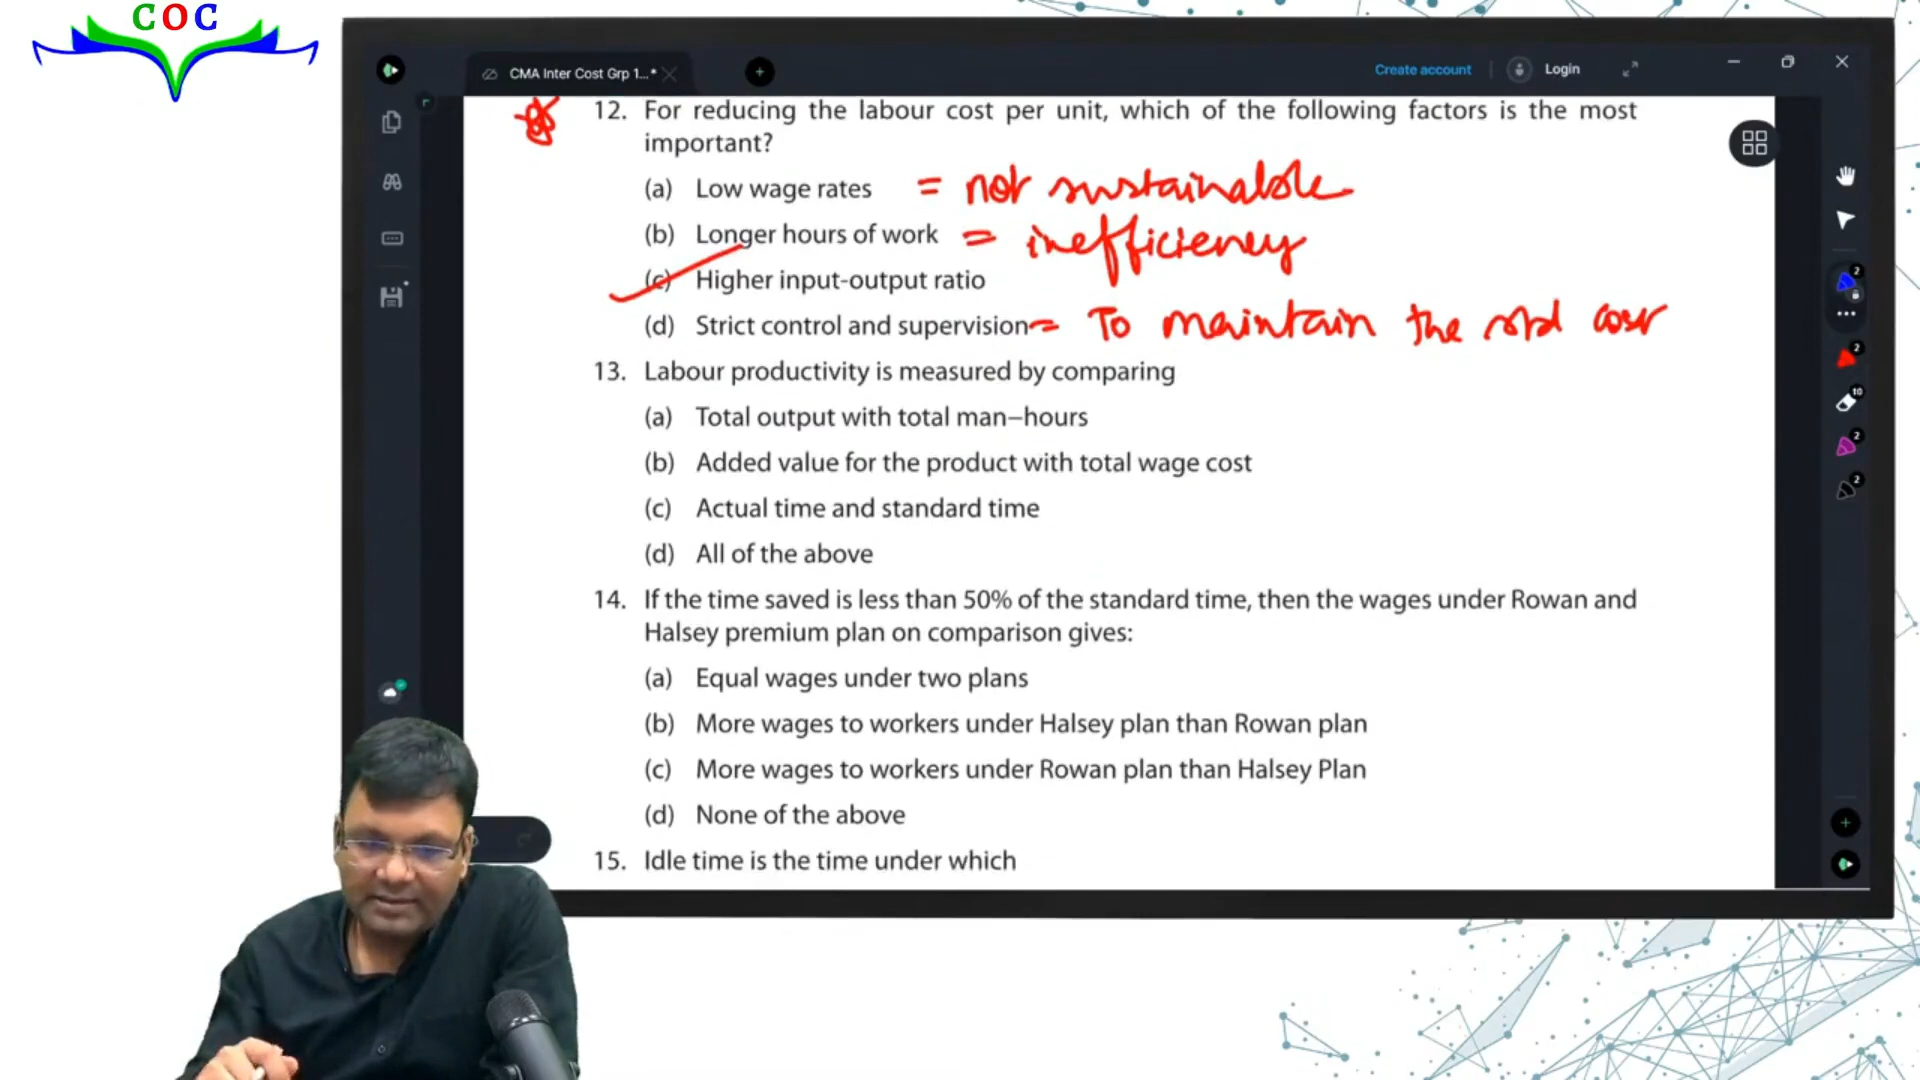 COC
CMA Inter Cost Grp 1...*
Create account
Login
12. For reducing the labour cost per unit, which of the following factors is the most
important?
(a) Low wage rates = not sustainable
(b) Longer hours of work = inefficiency
(c) Higher input-output ratio
(d) Strict control and supervision = To maintain the std cost
13. Labour productivity is measured by comparing
(a) Total output with total man–hours
(b) Added value for the product with total wage cost
(c) Actual time and standard time
(d) All of the above
14. If the time saved is less than 50% of the standard time, then the wages under Rowan and
Halsey premium plan on comparison gives:
(a) Equal wages under two plans
(b) More wages to workers under Halsey plan than Rowan plan
(c) More wages to workers under Rowan plan than Halsey Plan
(d) None of the above
15. Idle time is the time under which
2
2
10
2
2